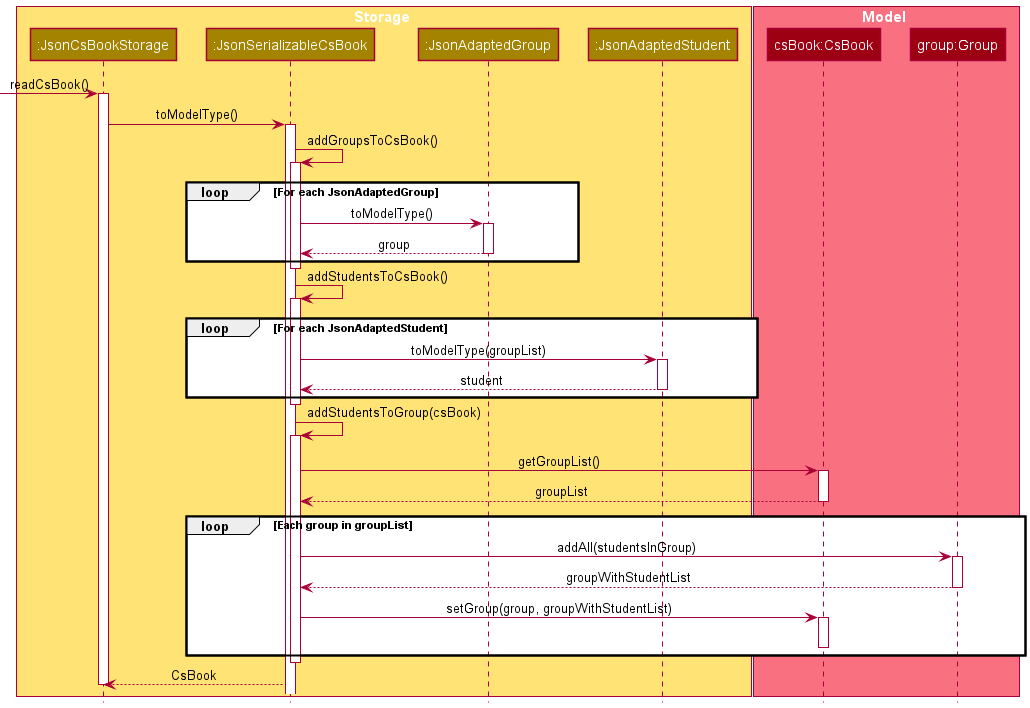 Storage
Model
:JsonCsBookStorage
:JsonSerializableCsBook
:JsonAdaptedGroup
:JsonAdaptedStudent
csBook:CsBook
group:Group
readCsBook()
toModelType()
addGroupsToCsBook()
loop
[For each JsonAdaptedGroup]
toModelType()
group
addStudentsToCsBook()
loop
[For each JsonAdaptedStudent]
toModelType(groupList)
student
addStudentsToGroup(csBook)
getGroupList()
groupList
loop
[Each group in groupList]
addAll(studentsInGroup)
groupWithStudentList
setGroup(group, groupWithStudentList)
CsBook